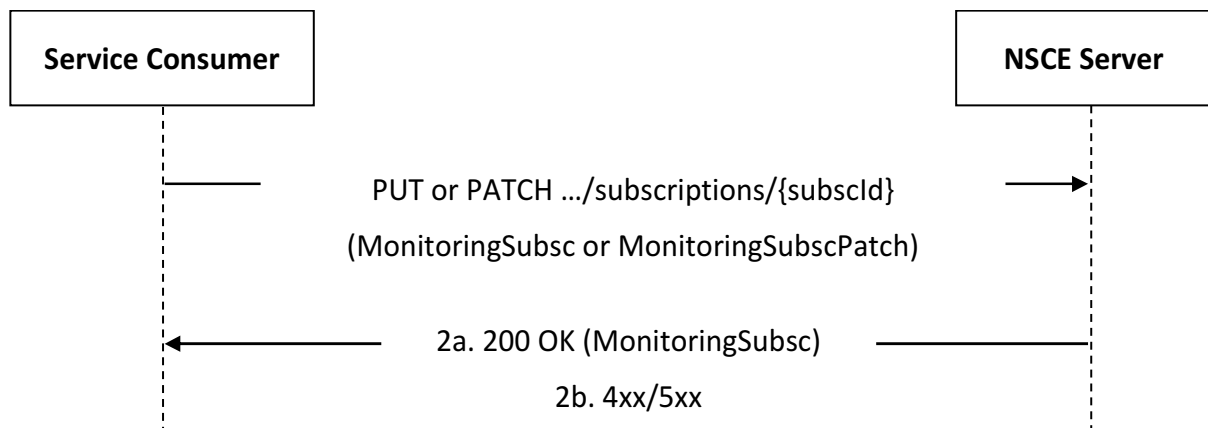 Service Consumer
NSCE Server
PUT or PATCH …/subscriptions/{subscId}
(MonitoringSubsc or MonitoringSubscPatch)
2a. 200 OK (MonitoringSubsc)
2b. 4xx/5xx